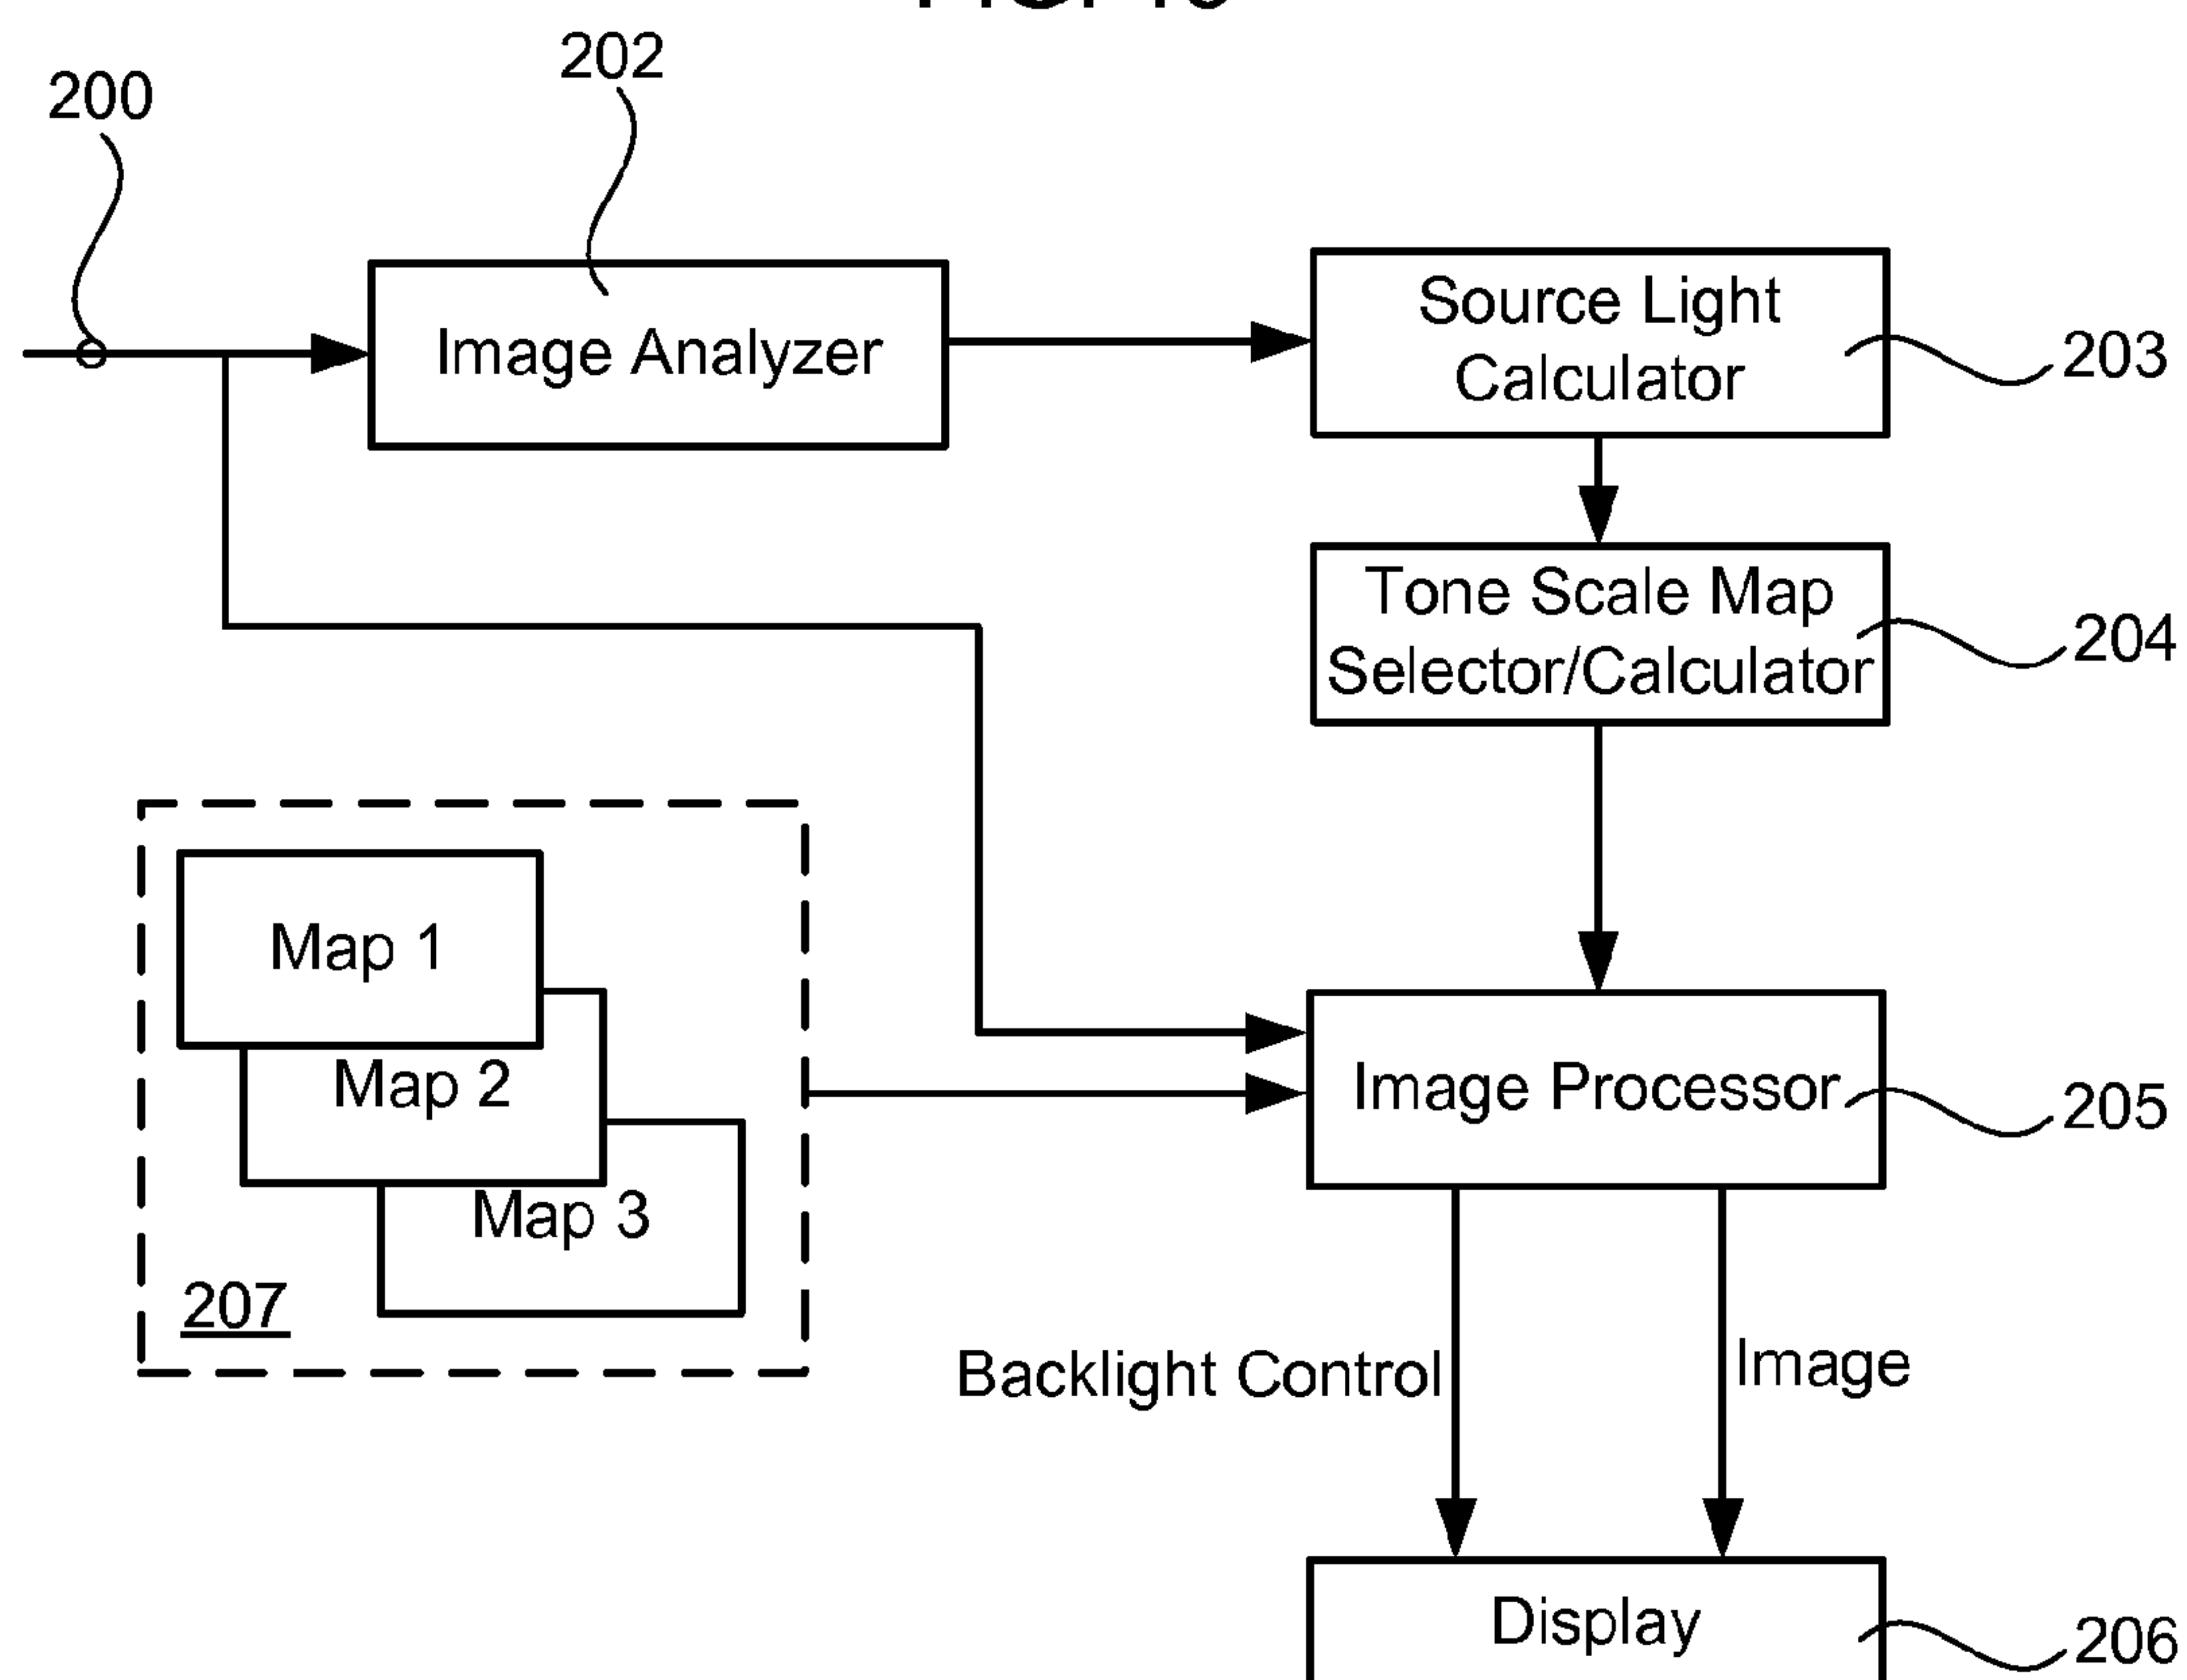 202
200
Image Analyzer
Source Light
Calculator
203
Tone Scale Map
Selector/Calculator
204
Map 1
Map 2
Map 3
207
Image Processor
205
Backlight Control
Image
Display
206